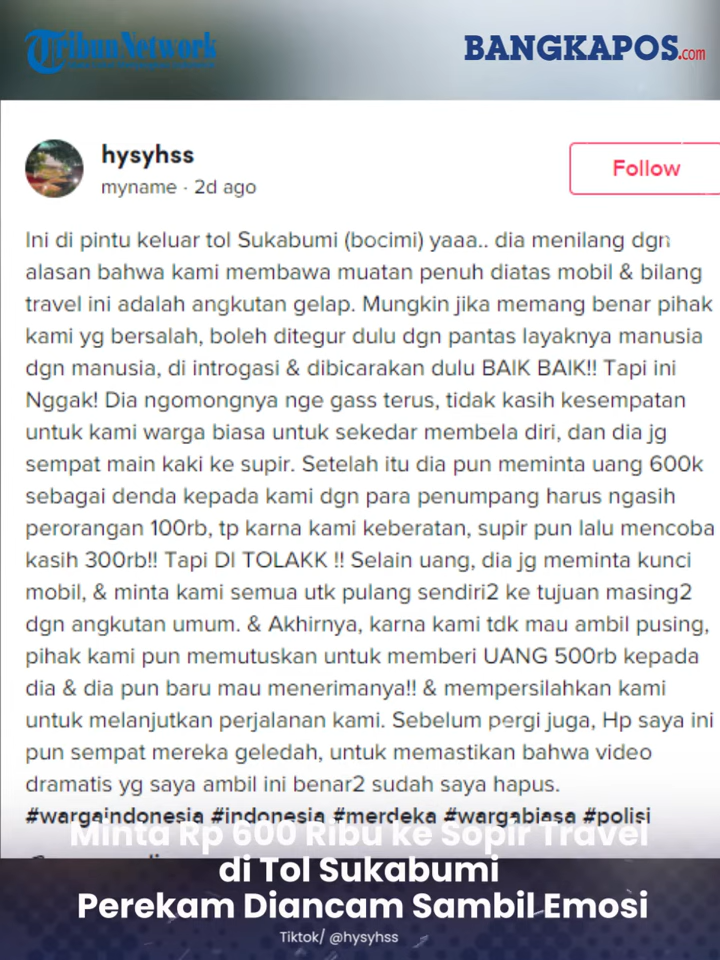 Tribun Network
BANGKAPOS.com
hysyhss
myname · 2d ago
Follow
Ini di pintu keluar tol Sukabumi (bocimi) yaaa.. dia menilang dgn
alasan bahwa kami membawa muatan penuh diatas mobil & bilang
travel ini adalah angkutan gelap. Mungkin jika memang benar pihak
kami yg bersalah, boleh ditegur dulu dgn pantas layaknya manusia
dgn manusia, di introgasi & dibicarakan dulu BAIK BAIK!! Tapi ini
Nggak! Dia ngomongnya nge gass terus, tidak kasih kesempatan
untuk kami warga biasa untuk sekedar membela diri, dan dia jg
sempat main kaki ke supir. Setelah itu dia pun meminta uang 600k
sebagai denda kepada kami dgn para penumpang harus ngasih
perorangan 100rb, tp karna kami keberatan, supir pun lalu mencoba
kasih 300rb!! Tapi DI TOLAKK !! Selain uang, dia jg meminta kunci
mobil, & minta kami semua utk pulang sendiri2 ke tujuan masing2
dgn angkutan umum. & Akhirnya, karna kami tdk mau ambil pusing,
pihak kami pun memutuskan untuk memberi UANG 500rb kepada
dia & dia pun baru mau menerimanya!! & mempersilahkan kami
untuk melanjutkan perjalanan kami. Sebelum pergi juga, Hp saya ini
pun sempat mereka geledah, untuk memastikan bahwa video
dramatis yg saya ambil ini benar2 sudah saya hapus.
#wargaindonesia #indonesia #merdeka #wargabiasa #polisi
Minta Rp 600 Ribu ke Sopir Travel
di Tol Sukabumi
Perekam Diancam Sambil Emosi
Tiktok/ @hysyhss